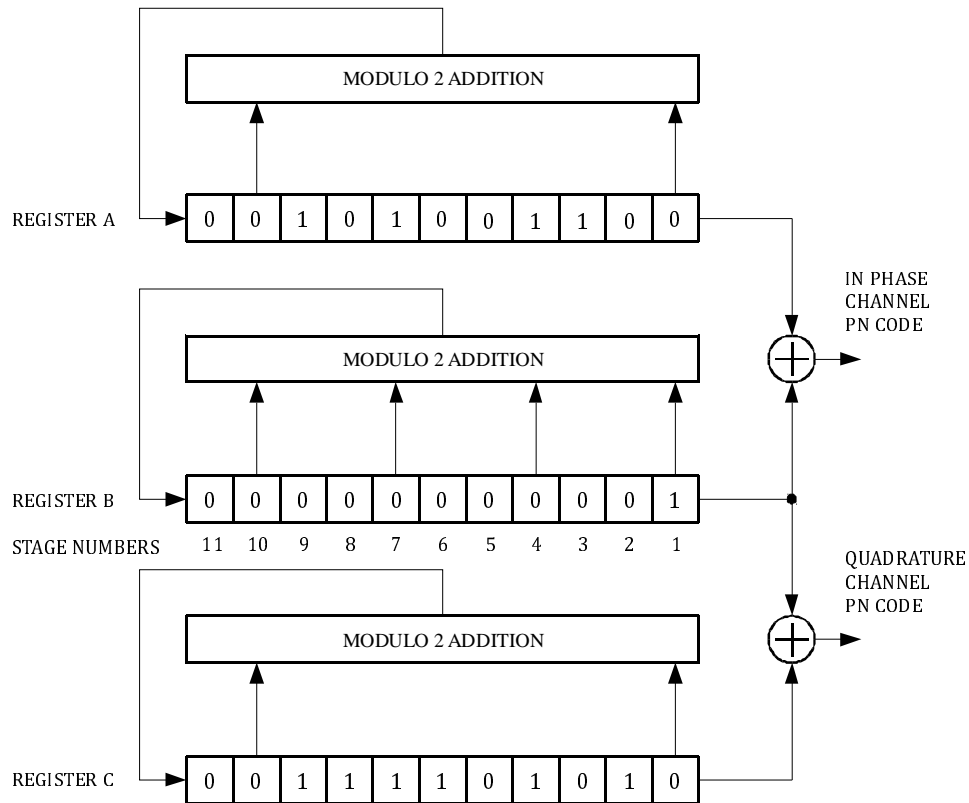 MODULO 2 ADDITION
REGISTER A 0 0 1 0 1 0 0 1 1 0 0
IN PHASE
CHANNEL
PN CODE
MODULO 2 ADDITION
REGISTER B 0 0 0 0 0 0 0 0 0 0 1
STAGE NUMBERS 11 10 9 8 7 6 5 4 3 2 1
QUADRATURE
CHANNEL
PN CODE
MODULO 2 ADDITION
REGISTER C 0 0 1 1 1 1 0 1 0 1 0